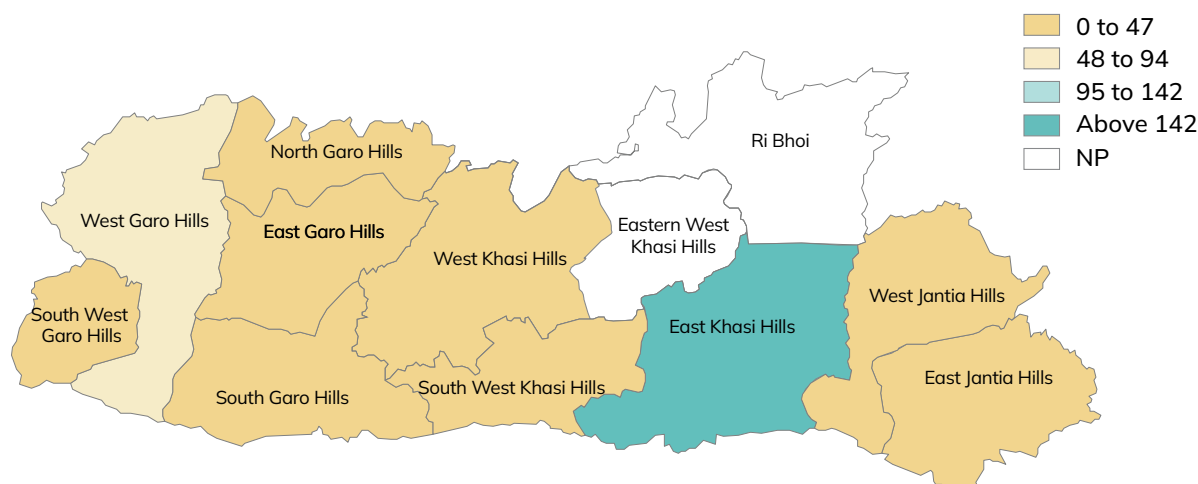 0 to 47
48 to 94
95 to 142
Above 142
NP
Ri Bhoi
North Garo Hills
West Garo Hills
East Garo Hills
Eastern West
Khasi Hills
West Khasi Hills
West Jantia Hills
South West
Garo Hills
East Khasi Hills
East Jantia Hills
South West Khasi Hills
South Garo Hills